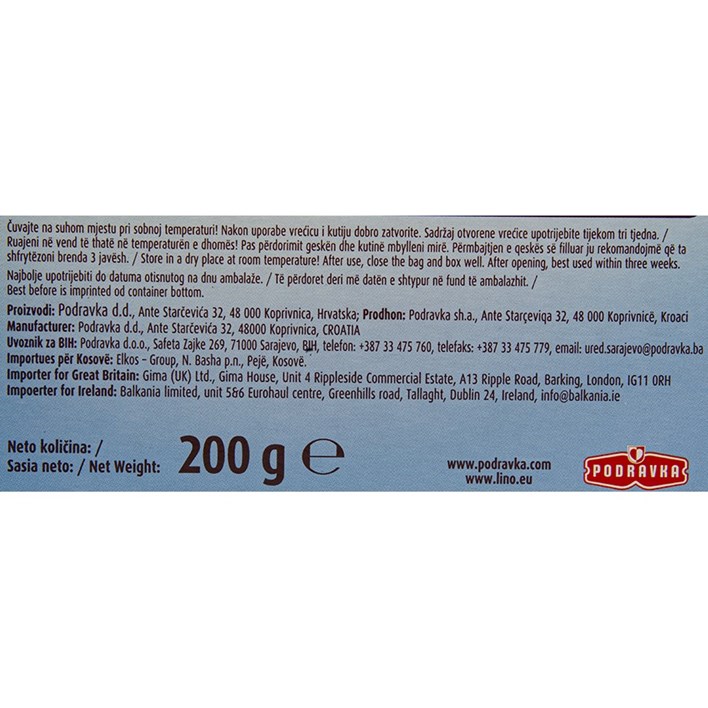 Čuvajte na suhom mjestu pri sobnoj temperaturi! Nakon uporabe vrećicu i kutiju dobro zatvorite. Sadržaj otvorene vrećice upotrijebite tijekom tri tjedna. /
Ruajeni në vend të thatë në temperaturën e dhomës! Pas përdorimit geskën dhe kutinë mbylleni mirë. Përmbajtjen e qeskës së filluar ju rekomandojmë që ta
shfrytëzoni brenda 3 javësh. / Store in a dry place at room temperature! After use, close the bag and box well. After opening, best used within three weeks.
Najbolje upotrijebiti do datuma otisnutog na dnu ambalaže. / Të përdoret deri më datën e shtypur në fund të ambalazhit. /
Best before is imprinted od container bottom.
Proizvodi: Podravka d.d., Ante Starčevića 32, 48 000 Koprivnica, Hrvatska; Prodhon: Podravka sh.a., Ante Starçeviqa 32, 48 000 Koprivnicë, Kroaci
Manufacturer: Podravka d.d., Ante Starčevića 32, 48000 Koprivnica, CROATIA
Uvoznik za BIH: Podravka d.o.o., Safeta Zajke 269, 71000 Sarajevo, BIH, telefon: +387 33 475 760, telefaks: +387 33 475 779, email: ured.sarajevo@podravka.ba
Importues për Kosovë: Elkos – Group, N. Basha p.n., Pejë, Kosovë.
Importer for Great Britain: Gima (UK) Ltd., Gima House, Unit 4 Rippleside Commercial Estate, A13 Ripple Road, Barking, London, IG11 0RH
Impoerter for Ireland: Balkania limited, unit 5&6 Eurohaul centre, Greenhills road, Tallaght, Dublin 24, Ireland, info@balkania.ie
Neto količina: /
Sasia neto: / Net Weight:
200 g ℮
www.podravka.com
www.lino.eu
PODRAVKA